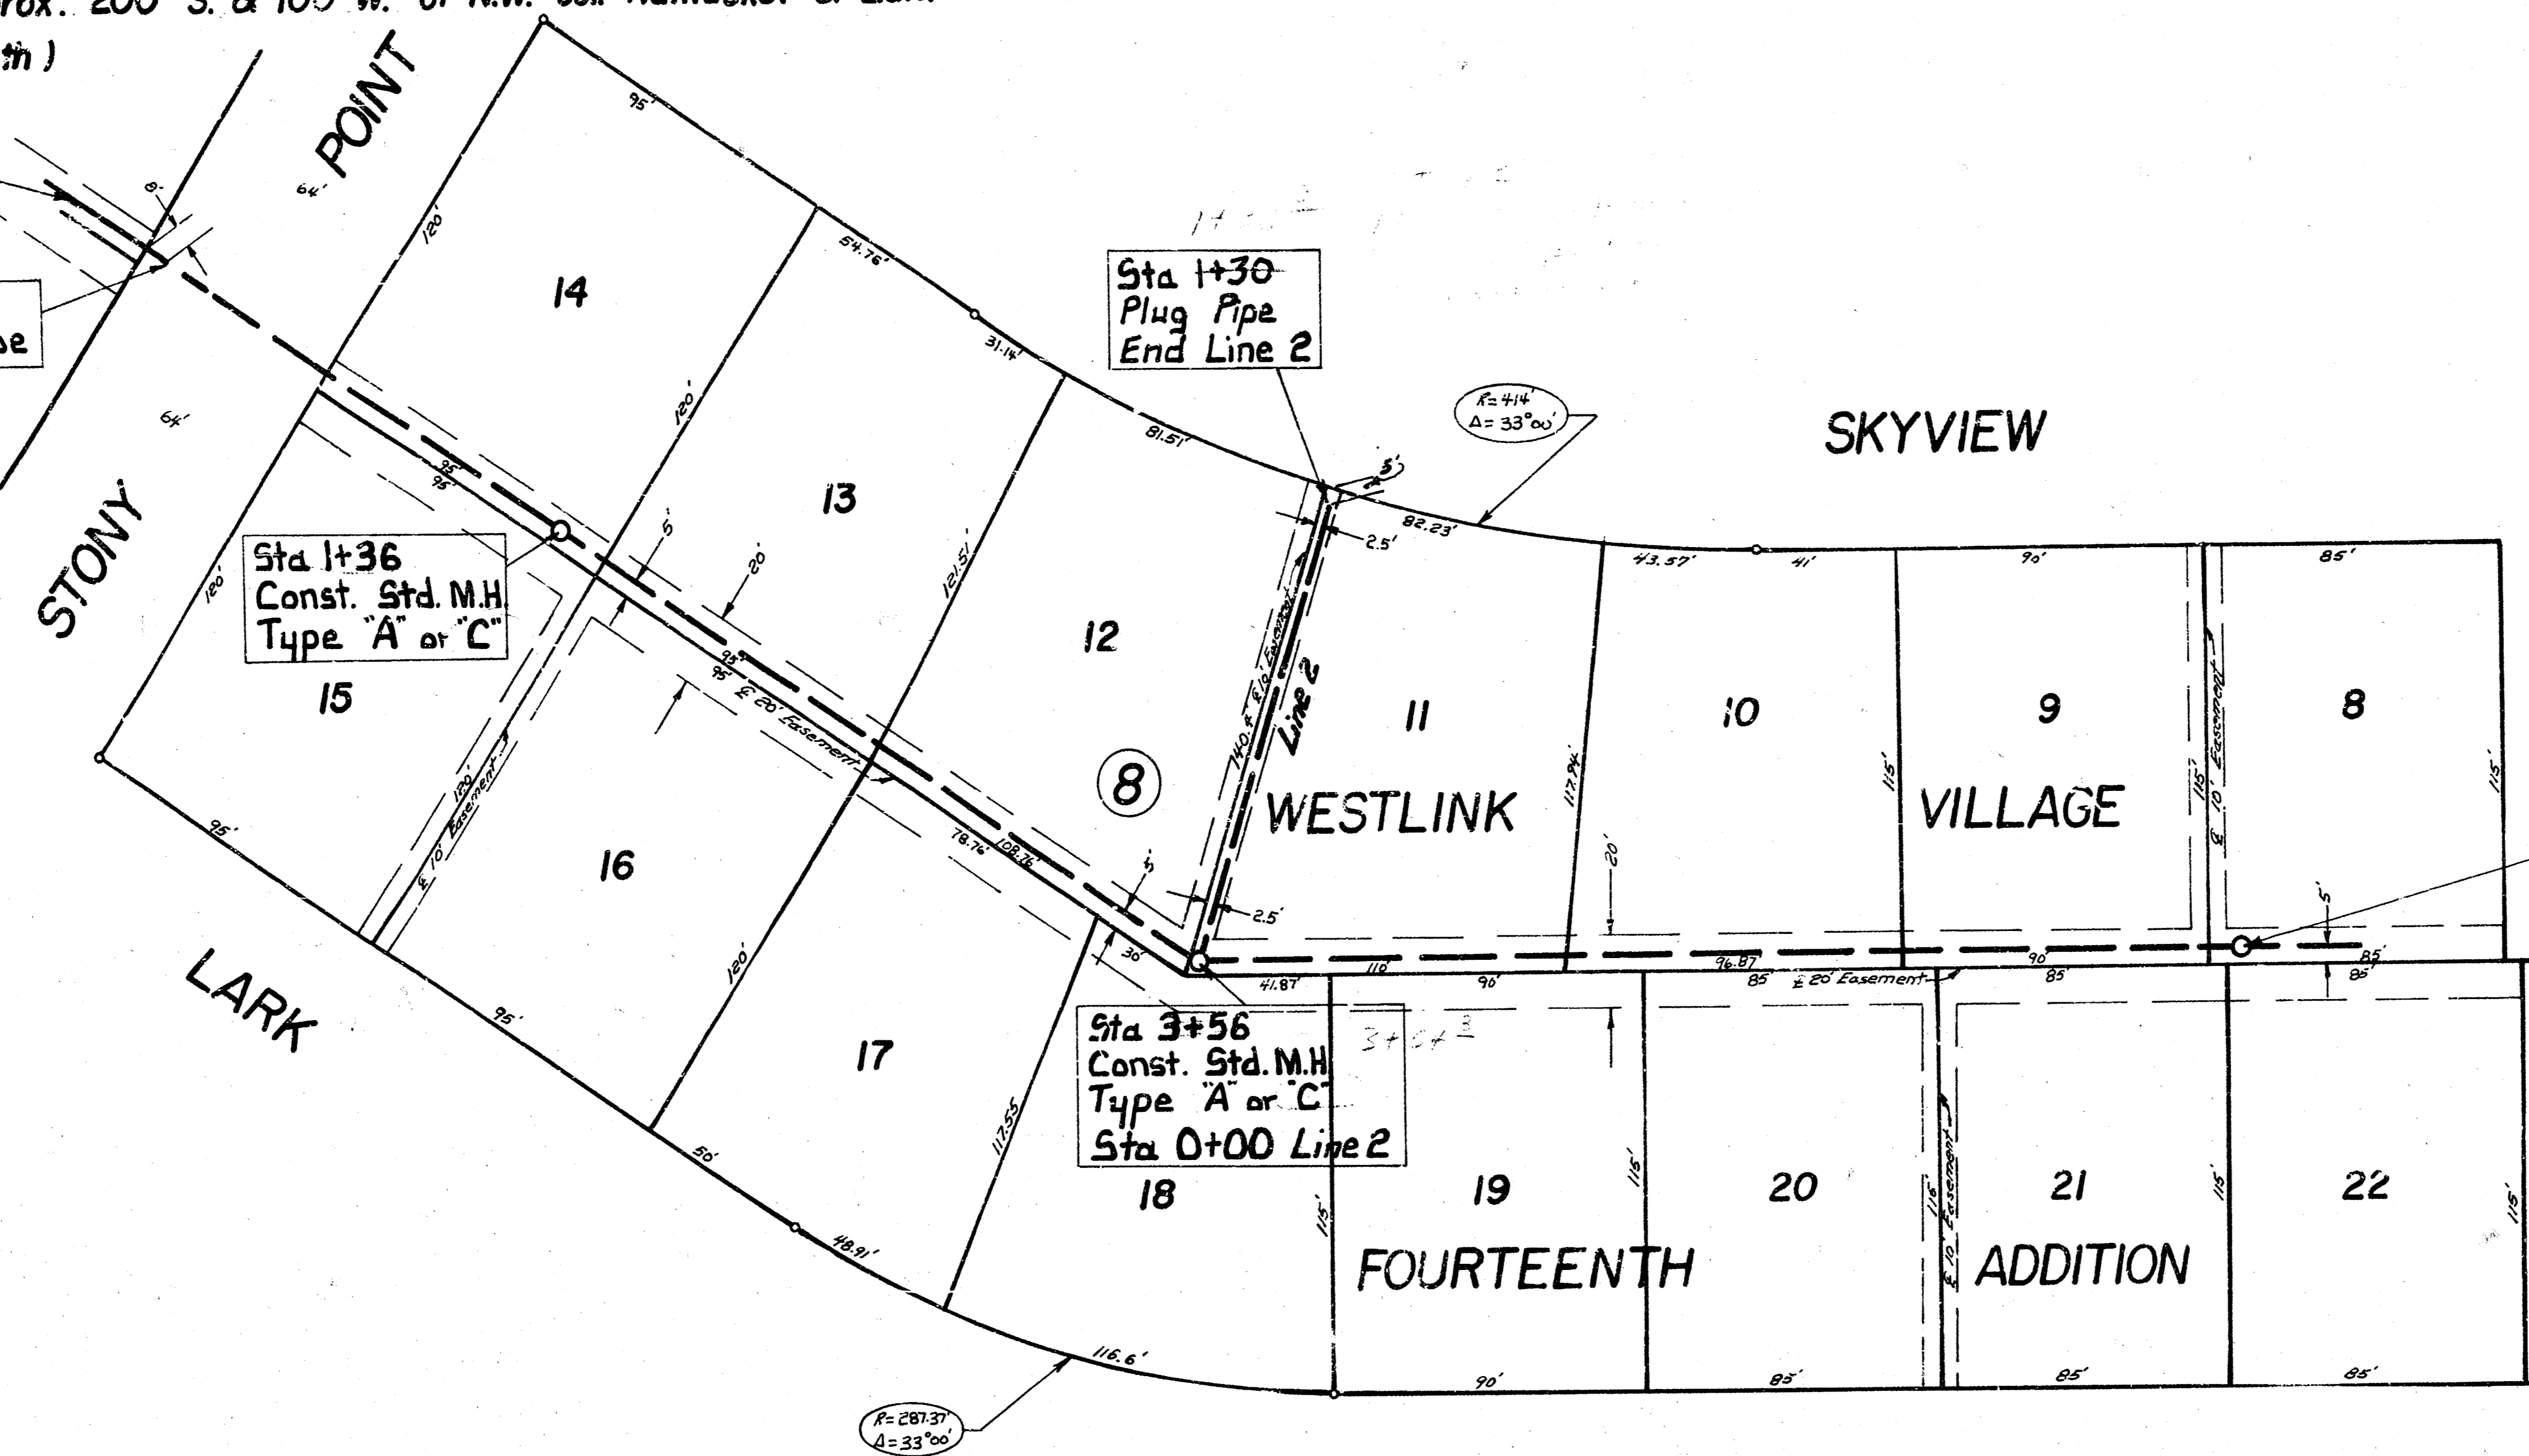 200' S. & 100' W. of N.W. Cor. Nantucket & Lark
th)
POINT
64'
8'
95'
120'
14
54.76'
31.14'
Sta 1+30
Plug Pipe
End Line 2
R=414'
Δ=33°00'
SKYVIEW
64'
120'
13
81.51'
5'
82.23'
2.5'
43.57'
41'
90'
85'
STONY
95'
95'
5'
20'
121.51'
Sta 1+36
Const. Std. M.H.
Type "A" or "C"
120'
15
12
140.4'
℄ 10' Easement
Line 2
11
10
9
8
95'
95'
℄ 20' Easement
8
WESTLINK
VILLAGE
117.94'
115'
115'
℄ 10' Easement
115'
120'
℄ 10' Easement
95'
16
78.76'
108.76'
5'
2.5'
20'
5'
30'
120'
41.87'
110'
90'
96.87
85'
℄ 20' Easement
90'
85
85'
85'
LARK
95'
17
117.55
Sta 3+56
Const. Std. M.H.
Type "A" or "C"
Sta 0+00 Line 2
18
50'
48.91'
115'
19
115'
20
115'
℄ 10' Easement
21
115'
22
115'
FOURTEENTH
ADDITION
116.6'
90'
85'
85'
85'
R=287.37'
Δ=33°00'